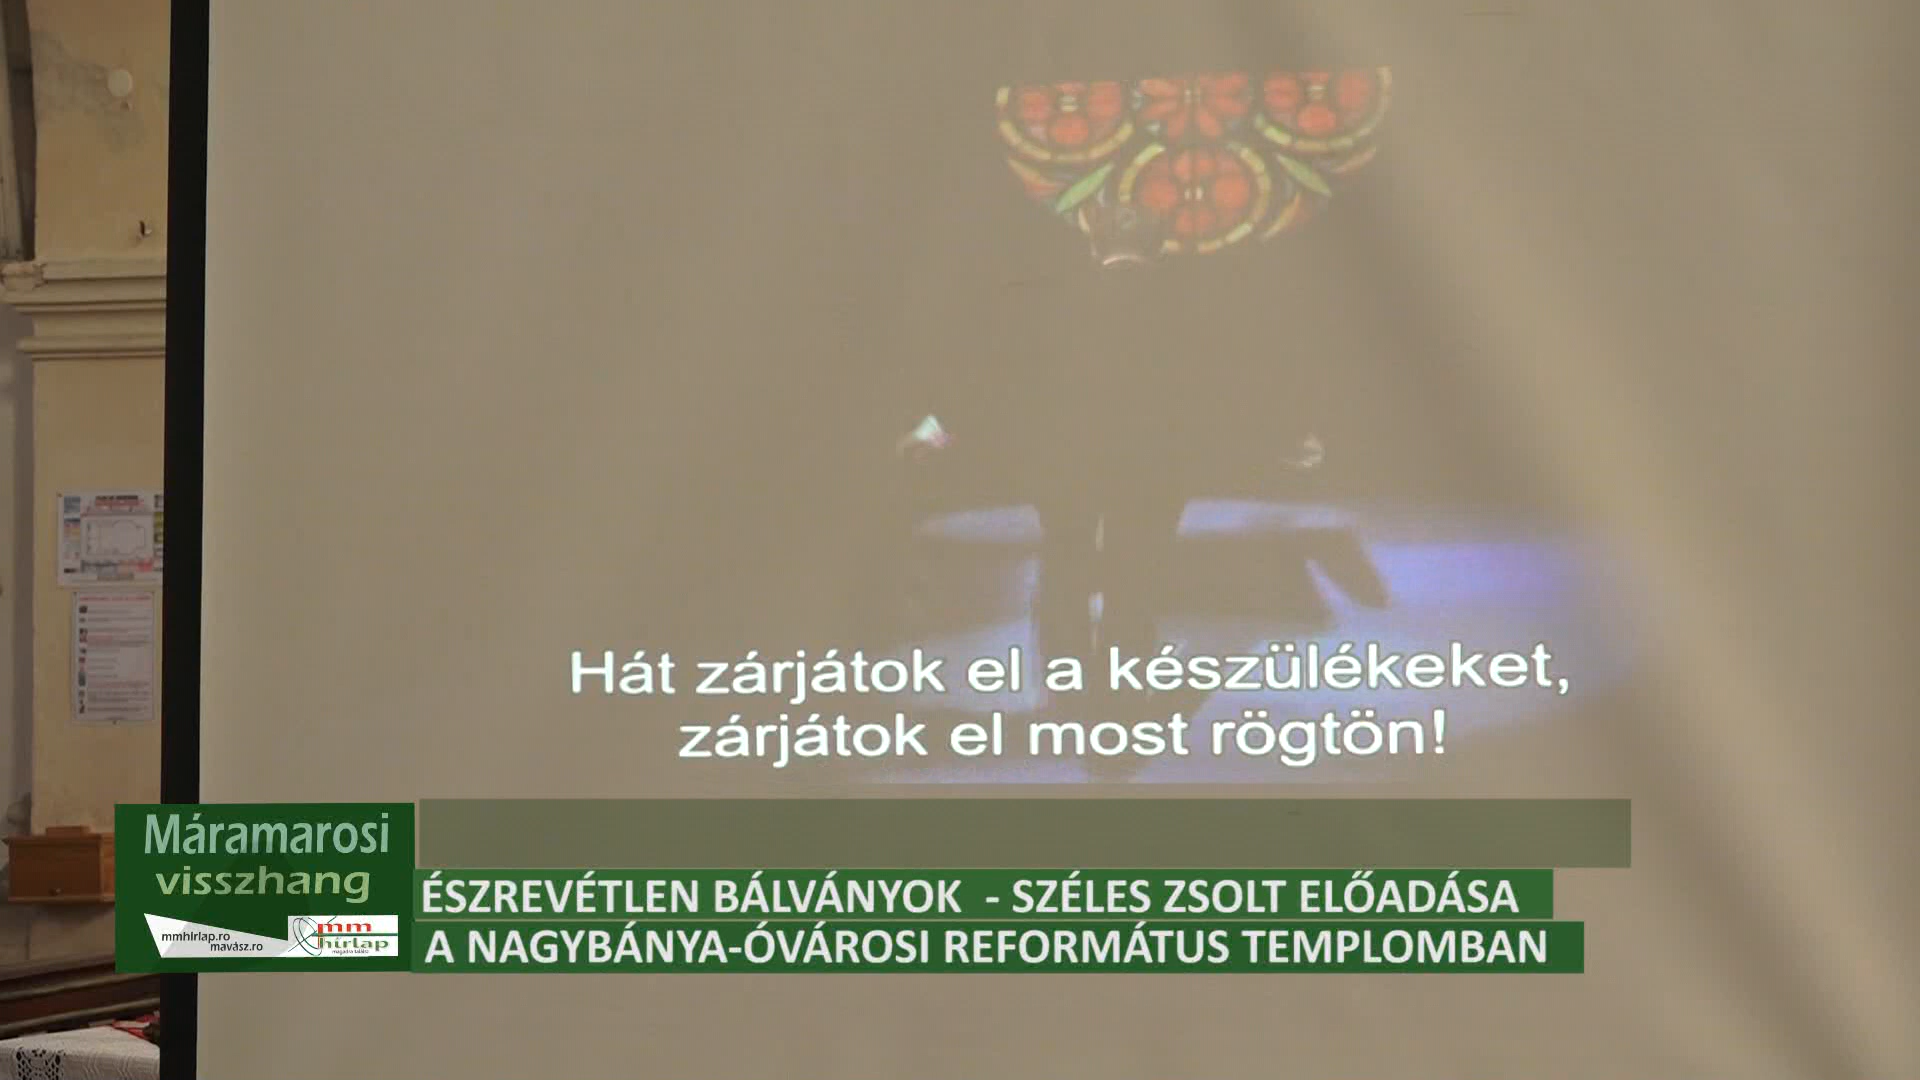 Hát zárjátok el a készülékeket,
zárjátok el most rögtön!
Máramarosi
visszhang
mmhirlap.ro
mavász.ro
mm
hírlap
ÉSZREVÉTLEN BÁLVÁNYOK - SZÉLES ZSOLT ELŐADÁSA
A NAGYBÁNYA-ÓVÁROSI REFORMÁTUS TEMPLOMBAN